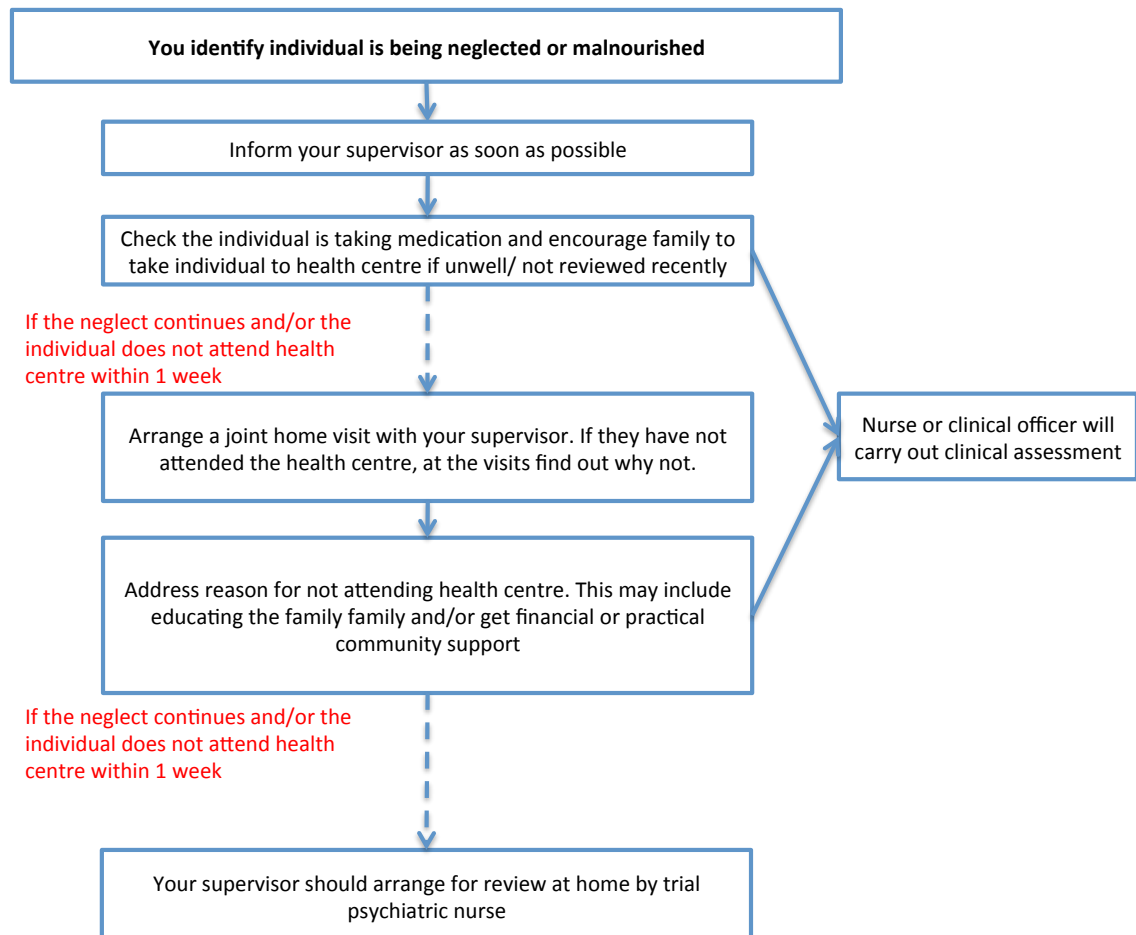 You identify individual is being neglected or malnourished
Inform your supervisor as soon as possible
Check the individual is taking medication and encourage family to
take individual to health centre if unwell/ not reviewed recently
If the neglect continues and/or the
individual does not attend health
centre within 1 week
Arrange a joint home visit with your supervisor. If they have not
attended the health centre, at the visits find out why not.
Nurse or clinical officer will
carry out clinical assessment
Address reason for not attending health centre. This may include
educating the family family and/or get financial or practical
community support
If the neglect continues and/or the
individual does not attend health
centre within 1 week
Your supervisor should arrange for review at home by trial
psychiatric nurse